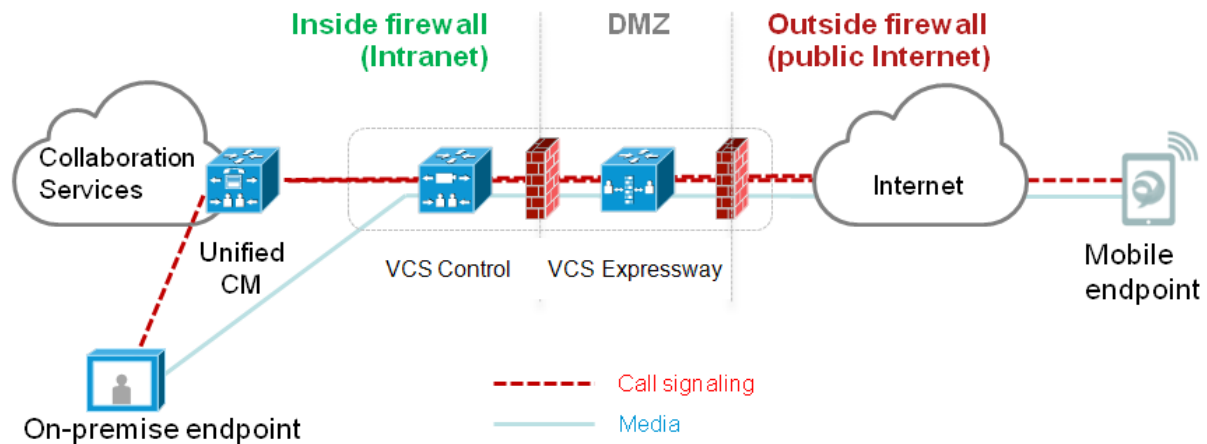 Inside firewall
(Intranet)
DMZ
Outside firewall
(public Internet)
Collaboration
Services
Internet
Unified
CM
VCS Control
VCS Expressway
Mobile
endpoint
On-premise endpoint
Call signaling
Media